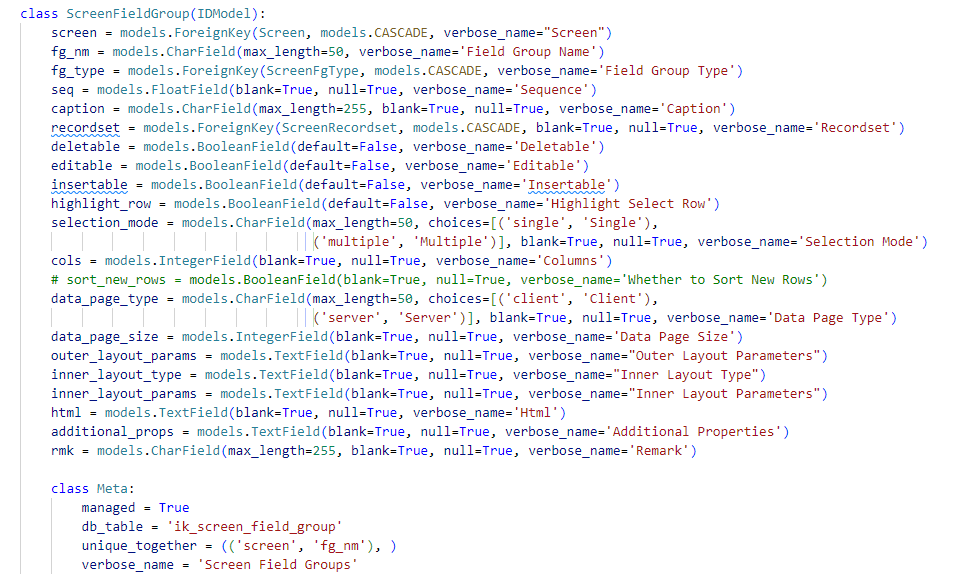 class ScreenFieldGroup(IDModel):
    screen = models.ForeignKey(Screen, models.CASCADE, verbose_name="Screen")
    fg_nm = models.CharField(max_length=50, verbose_name='Field Group Name')
    fg_type = models.ForeignKey(ScreenFgType, models.CASCADE, verbose_name='Field Group Type')
    seq = models.FloatField(blank=True, null=True, verbose_name='Sequence')
    caption = models.CharField(max_length=255, blank=True, null=True, verbose_name='Caption')
    recordset = models.ForeignKey(ScreenRecordset, models.CASCADE, blank=True, null=True, verbose_name='Recordset')
    deletable = models.BooleanField(default=False, verbose_name='Deletable')
    editable = models.BooleanField(default=False, verbose_name='Editable')
    insertable = models.BooleanField(default=False, verbose_name='Insertable')
    highlight_row = models.BooleanField(default=False, verbose_name='Highlight Select Row')
    selection_mode = models.CharField(max_length=50, choices=[('single', 'Single'),
                                      ('multiple', 'Multiple')], blank=True, null=True, verbose_name='Selection Mode')
    cols = models.IntegerField(blank=True, null=True, verbose_name='Columns')
    # sort_new_rows = models.BooleanField(blank=True, null=True, verbose_name='Whether to Sort New Rows')
    data_page_type = models.CharField(max_length=50, choices=[('client', 'Client'),
                                      ('server', 'Server')], blank=True, null=True, verbose_name='Data Page Type')
    data_page_size = models.IntegerField(blank=True, null=True, verbose_name='Data Page Size')
    outer_layout_params = models.TextField(blank=True, null=True, verbose_name="Outer Layout Parameters")
    inner_layout_type = models.TextField(blank=True, null=True, verbose_name="Inner Layout Type")
    inner_layout_params = models.TextField(blank=True, null=True, verbose_name="Inner Layout Parameters")
    html = models.TextField(blank=True, null=True, verbose_name='Html')
    additional_props = models.TextField(blank=True, null=True, verbose_name='Additional Properties')
    rmk = models.CharField(max_length=255, blank=True, null=True, verbose_name='Remark')

    class Meta:
        managed = True
        db_table = 'ik_screen_field_group'
        unique_together = (('screen', 'fg_nm'), )
        verbose_name = 'Screen Field Groups'